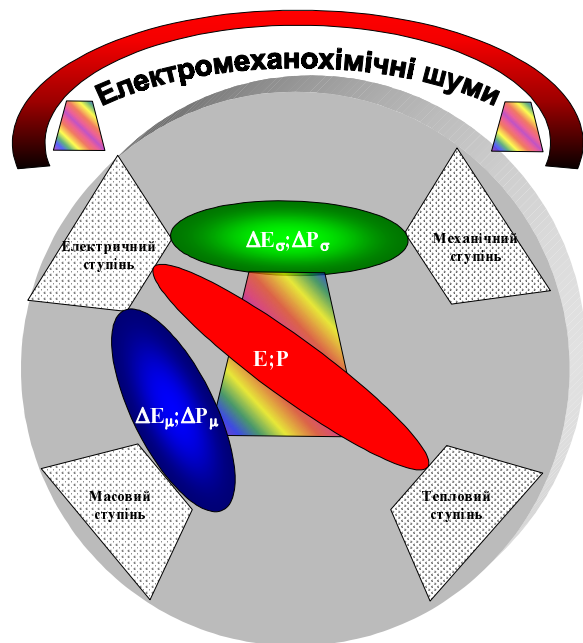 Електромеханохімічні шуми
Електричний
ступінь
ΔEσ;ΔPσ
Механічний
ступінь
E;P
ΔEμ;ΔPμ
Масовий
ступінь
Тепловий
ступінь